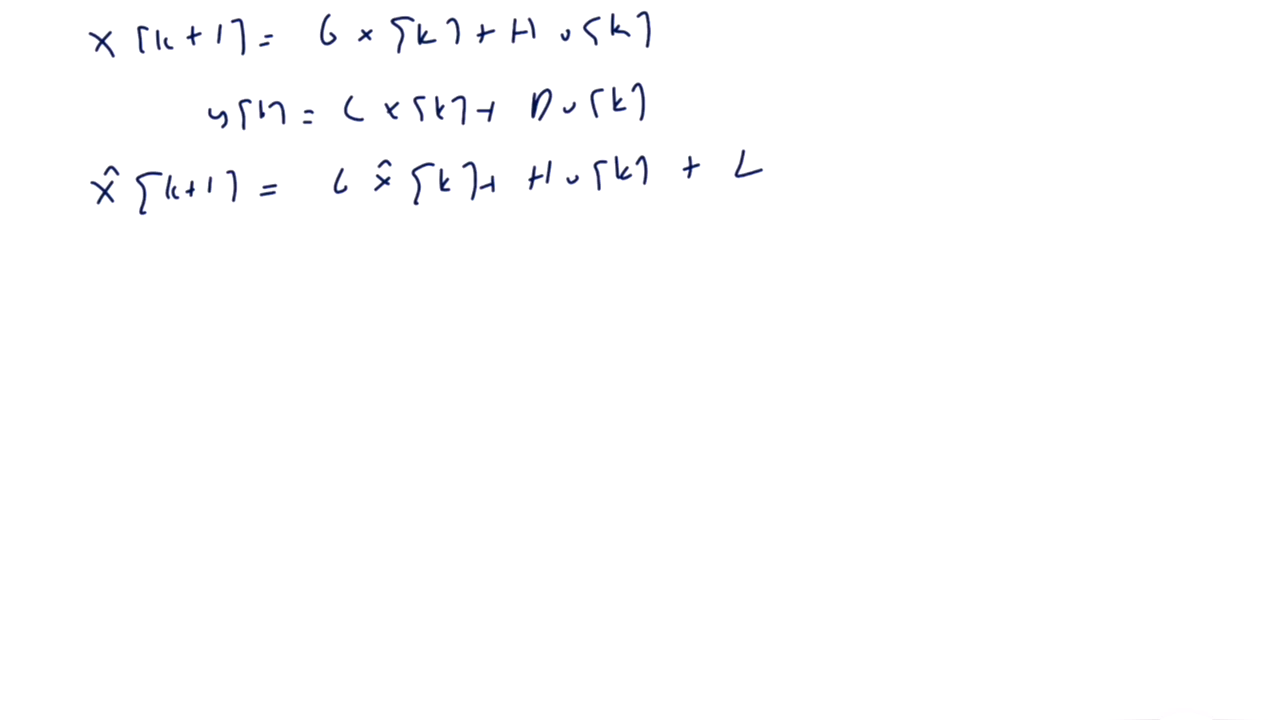 x[k+1] = G x[k] + H u[k]
y[k] = C x[k] + D u[k]
x̂[k+1] = G x̂[k] + H u[k] + L